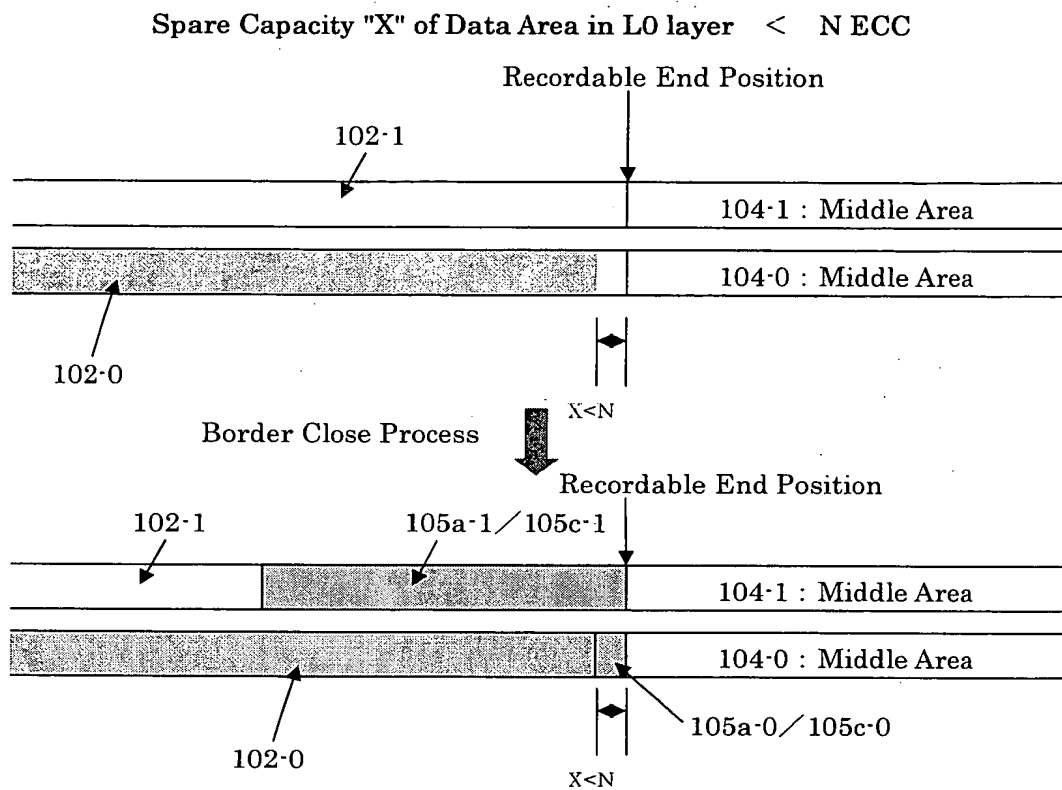 Spare Capacity "X" of Data Area in L0 layer < N ECC
Recordable End Position
102-1
104-1 : Middle Area
104-0 : Middle Area
102-0
X<N
Border Close Process
Recordable End Position
102-1
105a-1／105c-1
104-1 : Middle Area
104-0 : Middle Area
105a-0／105c-0
102-0
X<N